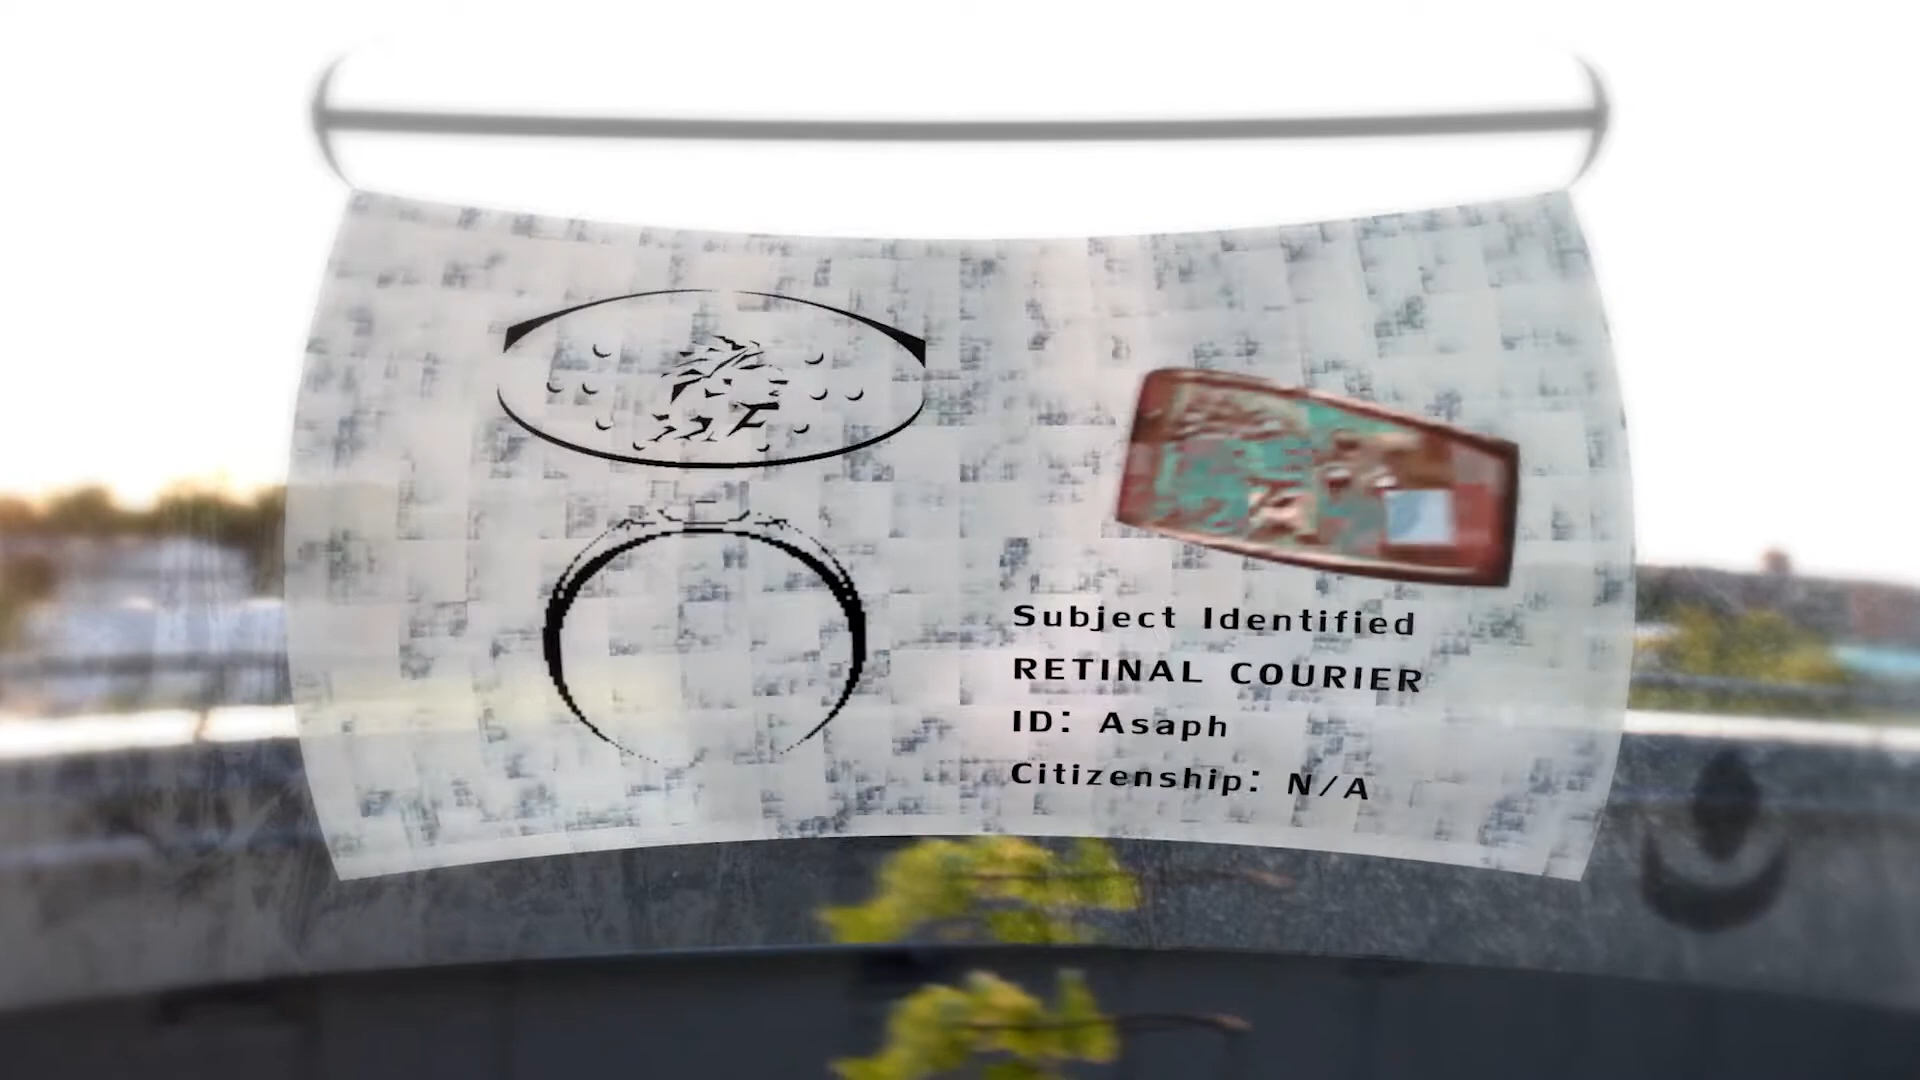 Subject Identified
RETINAL COURIER
ID: Asaph
Citizenship: N/A